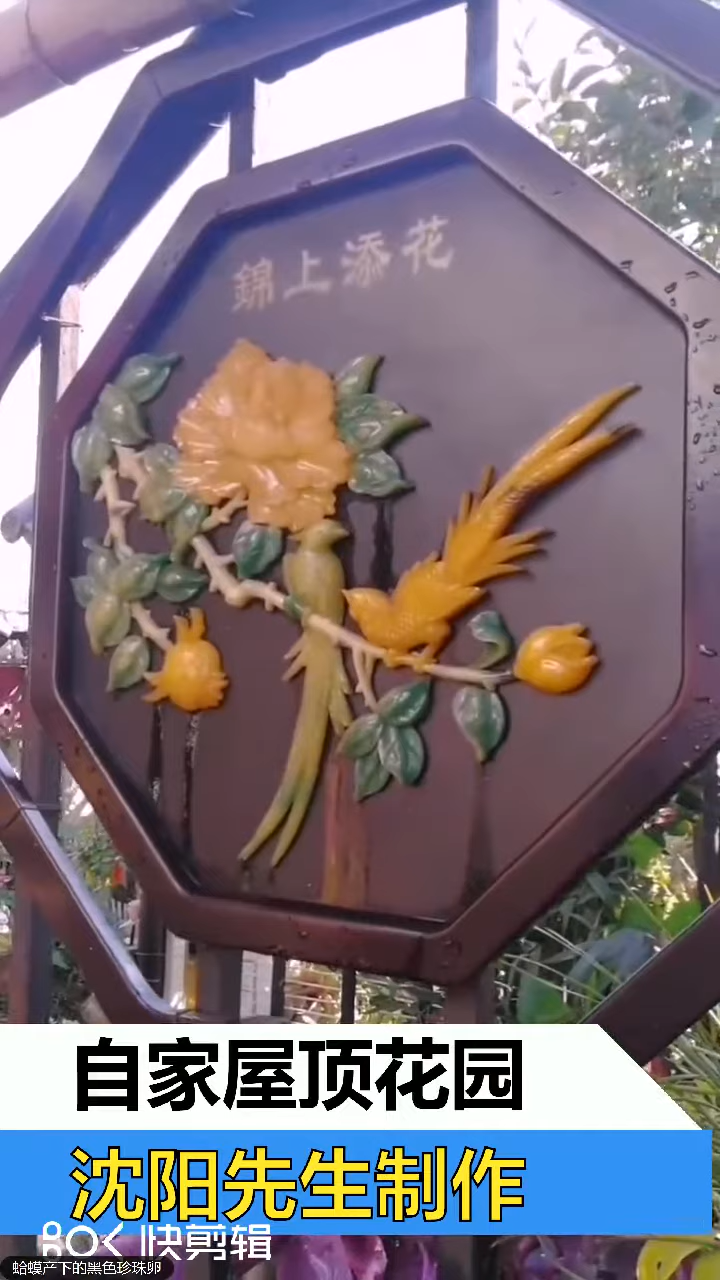 錦上添花
自家屋顶花园
沈阳先生制作
快剪辑
蛤蟆产下的黑色珍珠卵